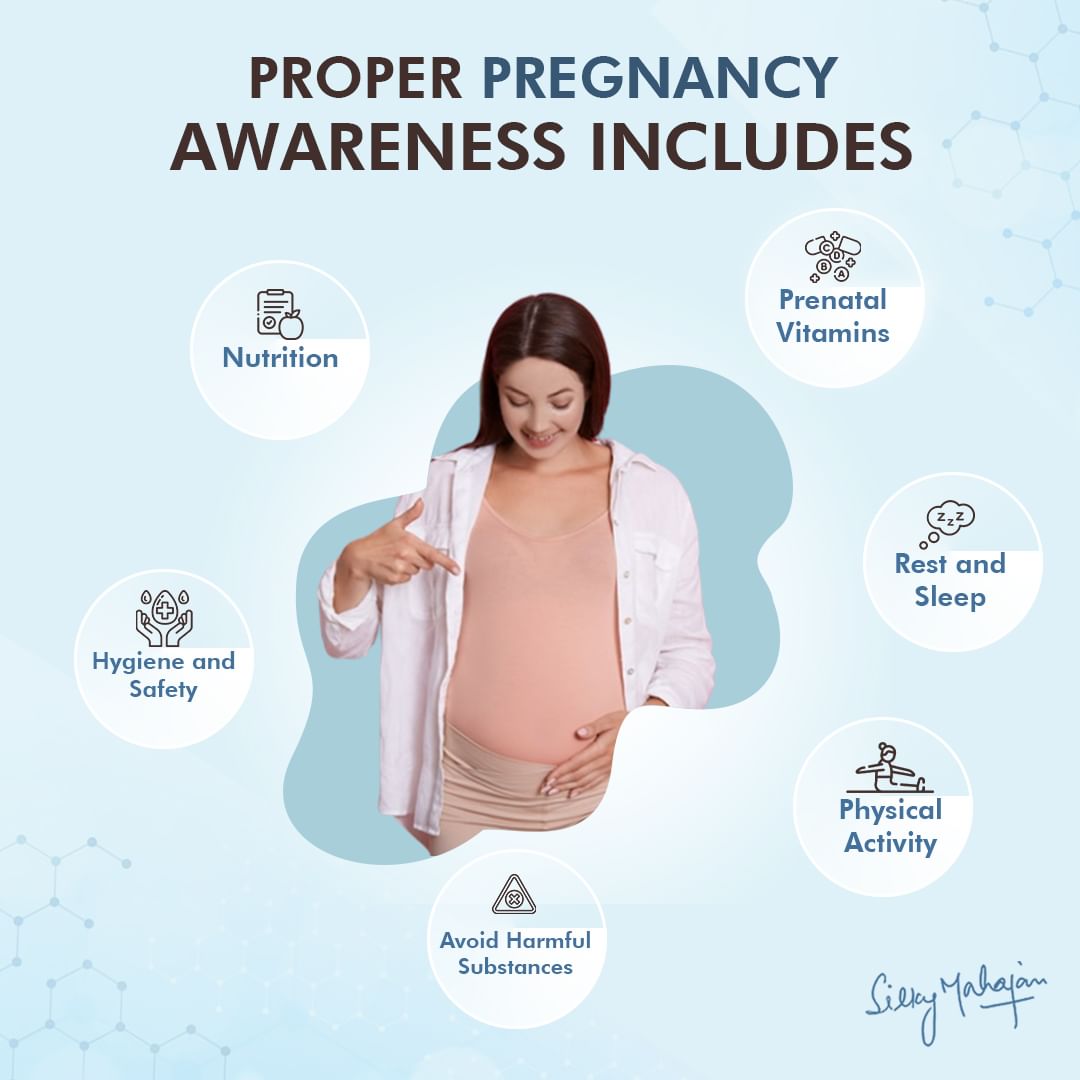 PROPER PREGNANCY
AWARENESS INCLUDES
Nutrition
Prenatal
Vitamins
C
D
B
A
Rest and
Sleep
z z z
Hygiene and
Safety
Physical
Activity
Avoid Harmful
Substances
Silky Mahajan